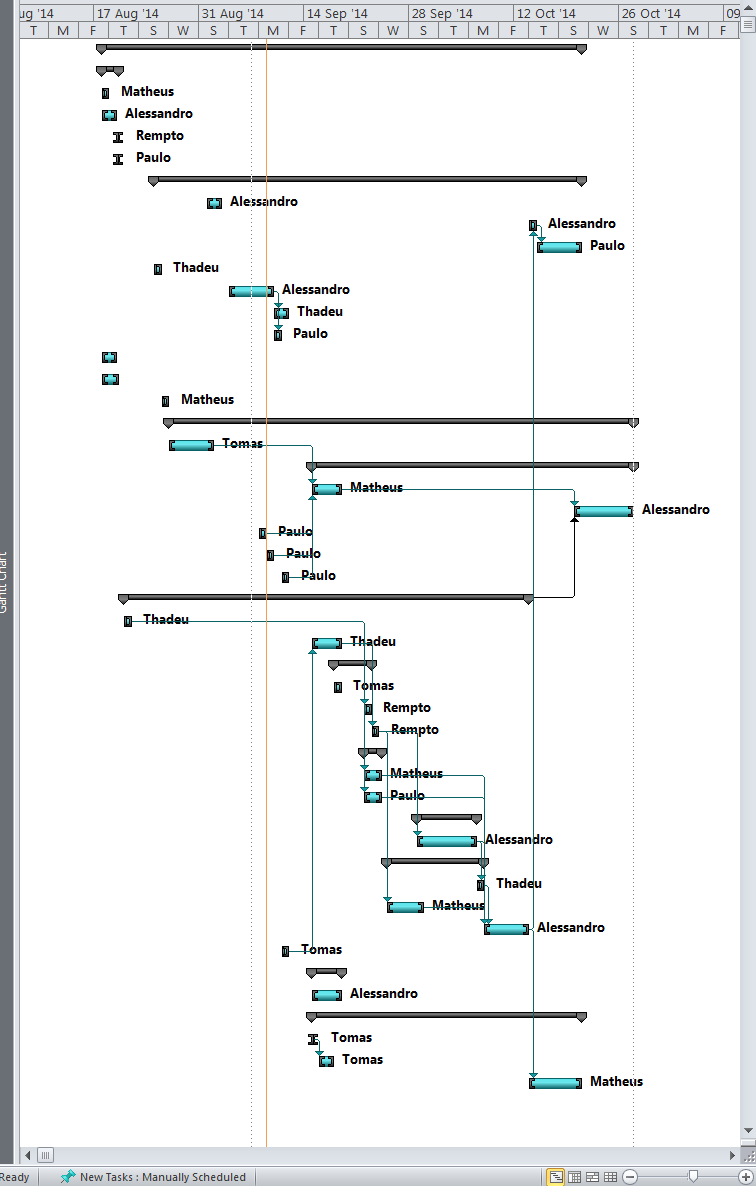 ug '14 17 Aug '14 31 Aug '14 14 Sep '14 28 Sep '14 12 Oct '14 26 Oct '14 09
T M F T S W S T M F T S W S T M F T S W S T M F
Matheus
Alessandro
Rempto
Paulo
Alessandro
Alessandro
Paulo
Thadeu
Alessandro
Thadeu
Paulo
Matheus
Tomas
Matheus
Alessandro
Paulo
Paulo
Paulo
Thadeu
Thadeu
Tomas
Rempto
Rempto
Matheus
Paulo
Alessandro
Thadeu
Matheus
Alessandro
Tomas
Alessandro
Tomas
Tomas
Matheus
Gantt Chart
Ready New Tasks : Manually Scheduled